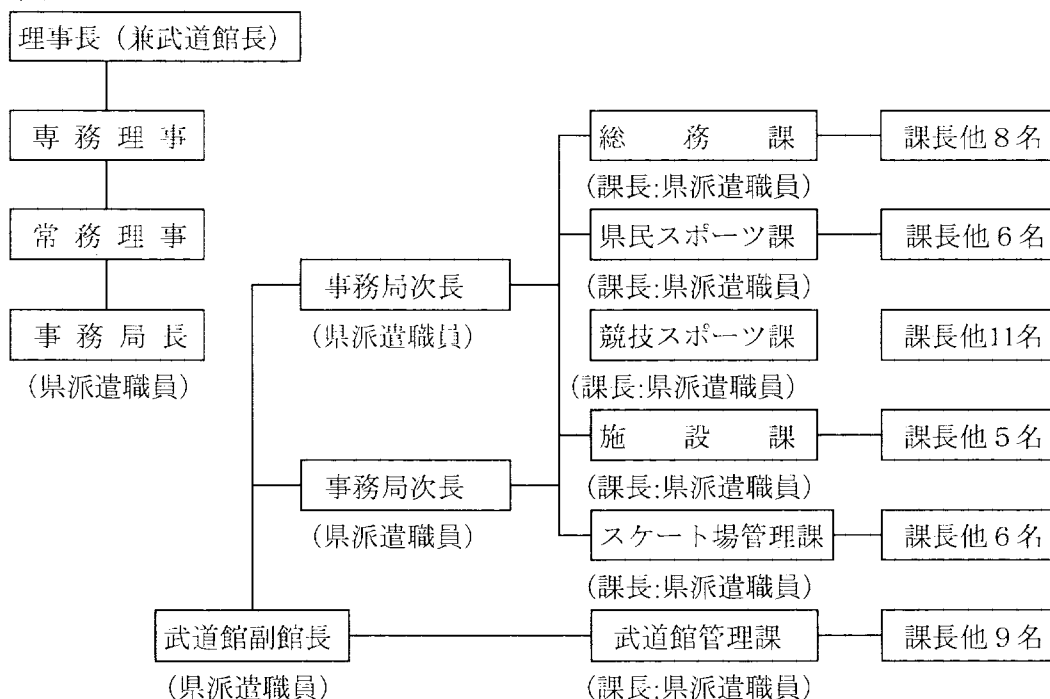 理事長（兼武道館長）
専務理事
常務理事
事務局長
(県派遣職員)
事務局次長
(県派遣職員)
事務局次長
(県派遣職員)
武道館副館長
(県派遣職員)
総務課 課長他8名
(課長:県派遣職員)
県民スポーツ課 課長他6名
(課長:県派遣職員)
競技スポーツ課 課長他11名
(課長:県派遣職員)
施設課 課長他5名
(課長:県派遣職員)
スケート場管理課 課長他6名
(課長:県派遣職員)
武道館管理課 課長他9名
(課長:県派遣職員)